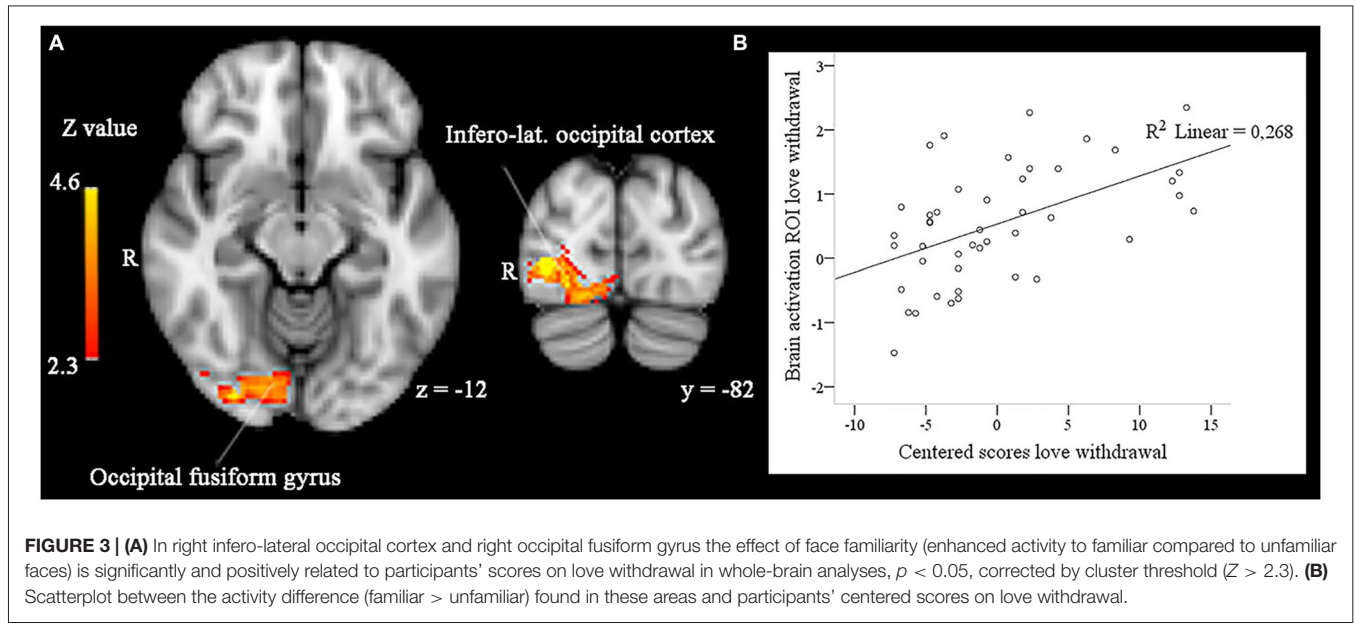 A
Z value
4.6
2.3
R
Infero-lat. occipital cortex
R
z = -12
y = -82
Occipital fusiform gyrus
B
Brain activation ROI love withdrawal
3
2
1
0
-1
-2
R² Linear = 0,268
-10 -5 0 5 10 15
Centered scores love withdrawal
FIGURE 3 | (A) In right infero-lateral occipital cortex and right occipital fusiform gyrus the effect of face familiarity (enhanced activity to familiar compared to unfamiliar
faces) is significantly and positively related to participants' scores on love withdrawal in whole-brain analyses, p < 0.05, corrected by cluster threshold (Z > 2.3). (B)
Scatterplot between the activity difference (familiar > unfamiliar) found in these areas and participants' centered scores on love withdrawal.